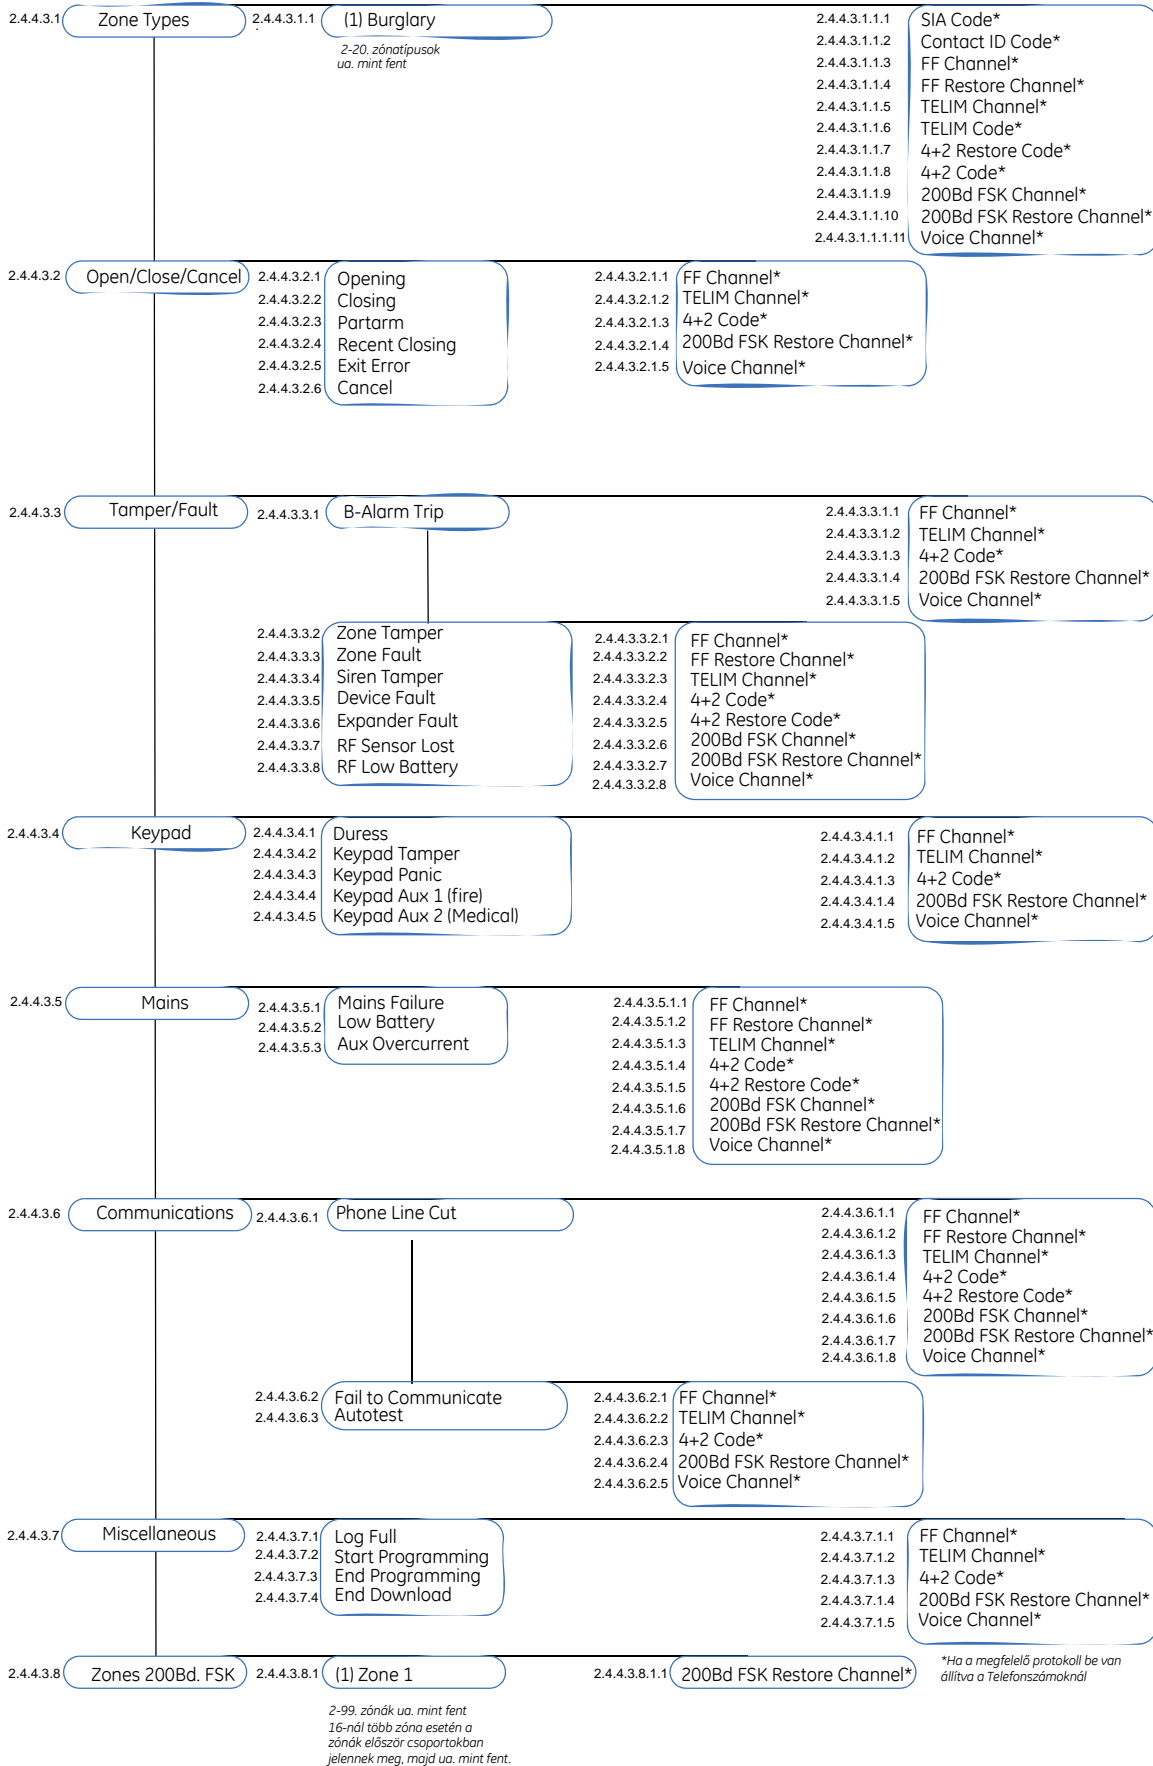 2.4.4.3.1 Zone Types
2.4.4.3.1.1 (1) Burglary
2-20. zónatípusok
ua. mint fent
2.4.4.3.1.1.1 SIA Code*
2.4.4.3.1.1.2 Contact ID Code*
2.4.4.3.1.1.3 FF Channel*
2.4.4.3.1.1.4 FF Restore Channel*
2.4.4.3.1.1.5 TELIM Channel*
2.4.4.3.1.1.6 TELIM Code*
2.4.4.3.1.1.7 4+2 Restore Code*
2.4.4.3.1.1.8 4+2 Code*
2.4.4.3.1.1.9 200Bd FSK Channel*
2.4.4.3.1.1.10 200Bd FSK Restore Channel*
2.4.4.3.1.1.1.11 Voice Channel*
2.4.4.3.2 Open/Close/Cancel
2.4.4.3.2.1 Opening
2.4.4.3.2.2 Closing
2.4.4.3.2.3 Partarm
2.4.4.3.2.4 Recent Closing
2.4.4.3.2.5 Exit Error
2.4.4.3.2.6 Cancel
2.4.4.3.2.1.1 FF Channel*
2.4.4.3.2.1.2 TELIM Channel*
2.4.4.3.2.1.3 4+2 Code*
2.4.4.3.2.1.4 200Bd FSK Restore Channel*
2.4.4.3.2.1.5 Voice Channel*
2.4.4.3.3 Tamper/Fault
2.4.4.3.3.1 B-Alarm Trip
2.4.4.3.3.1.1 FF Channel*
2.4.4.3.3.1.2 TELIM Channel*
2.4.4.3.3.1.3 4+2 Code*
2.4.4.3.3.1.4 200Bd FSK Restore Channel*
2.4.4.3.3.1.5 Voice Channel*
2.4.4.3.3.2 Zone Tamper
2.4.4.3.3.3 Zone Fault
2.4.4.3.3.4 Siren Tamper
2.4.4.3.3.5 Device Fault
2.4.4.3.3.6 Expander Fault
2.4.4.3.3.7 RF Sensor Lost
2.4.4.3.3.8 RF Low Battery
2.4.4.3.3.2.1 FF Channel*
2.4.4.3.3.2.2 FF Restore Channel*
2.4.4.3.3.2.3 TELIM Channel*
2.4.4.3.3.2.4 4+2 Code*
2.4.4.3.3.2.5 4+2 Restore Code*
2.4.4.3.3.2.6 200Bd FSK Channel*
2.4.4.3.3.2.7 200Bd FSK Restore Channel*
2.4.4.3.3.2.8 Voice Channel*
2.4.4.3.4 Keypad
2.4.4.3.4.1 Duress
2.4.4.3.4.2 Keypad Tamper
2.4.4.3.4.3 Keypad Panic
2.4.4.3.4.4 Keypad Aux 1 (fire)
2.4.4.3.4.5 Keypad Aux 2 (Medical)
2.4.4.3.4.1.1 FF Channel*
2.4.4.3.4.1.2 TELIM Channel*
2.4.4.3.4.1.3 4+2 Code*
2.4.4.3.4.1.4 200Bd FSK Restore Channel*
2.4.4.3.4.1.5 Voice Channel*
2.4.4.3.5 Mains
2.4.4.3.5.1 Mains Failure
2.4.4.3.5.2 Low Battery
2.4.4.3.5.3 Aux Overcurrent
2.4.4.3.5.1.1 FF Channel*
2.4.4.3.5.1.2 FF Restore Channel*
2.4.4.3.5.1.3 TELIM Channel*
2.4.4.3.5.1.4 4+2 Code*
2.4.4.3.5.1.5 4+2 Restore Code*
2.4.4.3.5.1.6 200Bd FSK Channel*
2.4.4.3.5.1.7 200Bd FSK Restore Channel*
2.4.4.3.5.1.8 Voice Channel*
2.4.4.3.6 Communications
2.4.4.3.6.1 Phone Line Cut
2.4.4.3.6.1.1 FF Channel*
2.4.4.3.6.1.2 FF Restore Channel*
2.4.4.3.6.1.3 TELIM Channel*
2.4.4.3.6.1.4 4+2 Code*
2.4.4.3.6.1.5 4+2 Restore Code*
2.4.4.3.6.1.6 200Bd FSK Channel*
2.4.4.3.6.1.7 200Bd FSK Restore Channel*
2.4.4.3.6.1.8 Voice Channel*
2.4.4.3.6.2 Fail to Communicate
2.4.4.3.6.3 Autotest
2.4.4.3.6.2.1 FF Channel*
2.4.4.3.6.2.2 TELIM Channel*
2.4.4.3.6.2.3 4+2 Code*
2.4.4.3.6.2.4 200Bd FSK Restore Channel*
2.4.4.3.6.2.5 Voice Channel*
2.4.4.3.7 Miscellaneous
2.4.4.3.7.1 Log Full
2.4.4.3.7.2 Start Programming
2.4.4.3.7.3 End Programming
2.4.4.3.7.4 End Download
2.4.4.3.7.1.1 FF Channel*
2.4.4.3.7.1.2 TELIM Channel*
2.4.4.3.7.1.3 4+2 Code*
2.4.4.3.7.1.4 200Bd FSK Restore Channel*
2.4.4.3.7.1.5 Voice Channel*
2.4.4.3.8 Zones 200Bd. FSK
2.4.4.3.8.1 (1) Zone 1
2.4.4.3.8.1.1 200Bd FSK Restore Channel*
*Ha a megfelelő protokoll be van
állítva a Telefonszámoknál
2-99. zónák ua. mint fent
16-nál több zóna esetén a
zónák először csoportokban
jelennek meg, majd ua. mint fent.